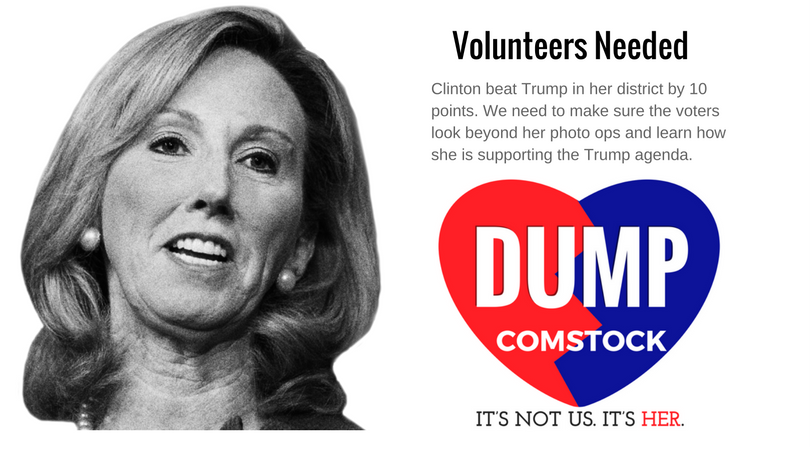 Volunteers Needed
Clinton beat Trump in her district by 10
points. We need to make sure the voters
look beyond her photo ops and learn how
she is supporting the Trump agenda.
DUMP
COMSTOCK
IT'S NOT US. IT'S HER.